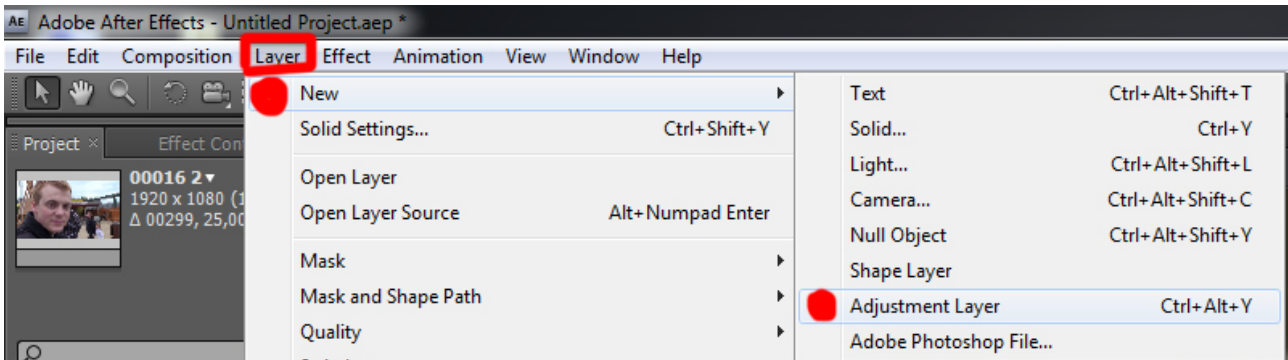 AE Adobe After Effects - Untitled Project.aep *
File Edit Composition Layer Effect Animation View Window Help
New
Solid Settings... Ctrl+Shift+Y
Open Layer
Open Layer Source Alt+Numpad Enter
Mask
Mask and Shape Path
Quality
Text Ctrl+Alt+Shift+T
Solid... Ctrl+Y
Light... Ctrl+Alt+Shift+L
Camera... Ctrl+Alt+Shift+C
Null Object Ctrl+Alt+Shift+Y
Shape Layer
Adjustment Layer Ctrl+Alt+Y
Adobe Photoshop File...
Project × Effect Con
00016 2
1920 x 1080 (1
Δ 00299, 25,00